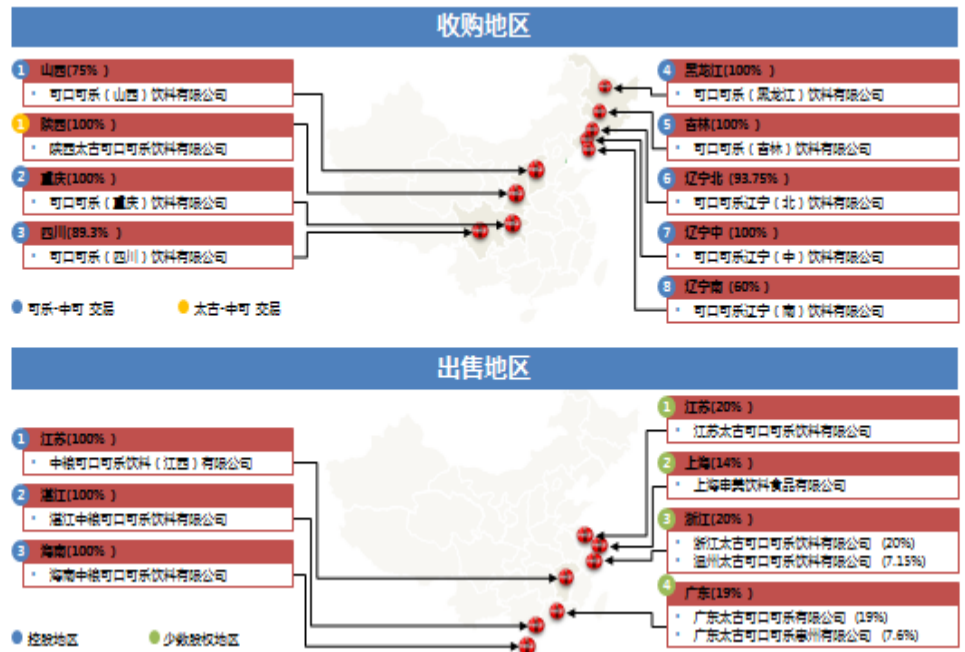 收购地区
1 山西(75% )
可口可乐(山西)饮料有限公司
1 陕西(100% )
陕西太古可口可乐饮料有限公司
2 重庆(100% )
可口可乐(重庆)饮料有限公司
3 四川(89.3% )
可口可乐(四川)饮料有限公司
可乐-中可 交易
太古-中可 交易
4 黑龙江(100% )
可口可乐(黑龙江)饮料有限公司
5 吉林(100% )
可口可乐(吉林)饮料有限公司
6 辽宁北 (93.75% )
可口可乐辽宁(北)饮料有限公司
7 辽宁中 (100% )
可口可乐辽宁(中)饮料有限公司
8 辽宁南 (60% )
可口可乐辽宁(南)饮料有限公司
出售地区
1 江苏(100% )
中粮可口可乐饮料(江西)有限公司
2 湛江(100% )
湛江中粮可口可乐饮料有限公司
3 海南(100% )
海南中粮可口可乐饮料有限公司
控股地区
少数股权地区
1 江苏(20% )
江苏太古可口可乐饮料有限公司
2 上海(14% )
上海申美饮料食品有限公司
3 浙江(20% )
浙江太古可口可乐饮料有限公司 (20%)
温州太古可口可乐饮料有限公司 (7.15%)
4 广东(19% )
广东太古可口可乐有限公司 (19%)
广东太古可口可乐惠州有限公司 (7.6%)